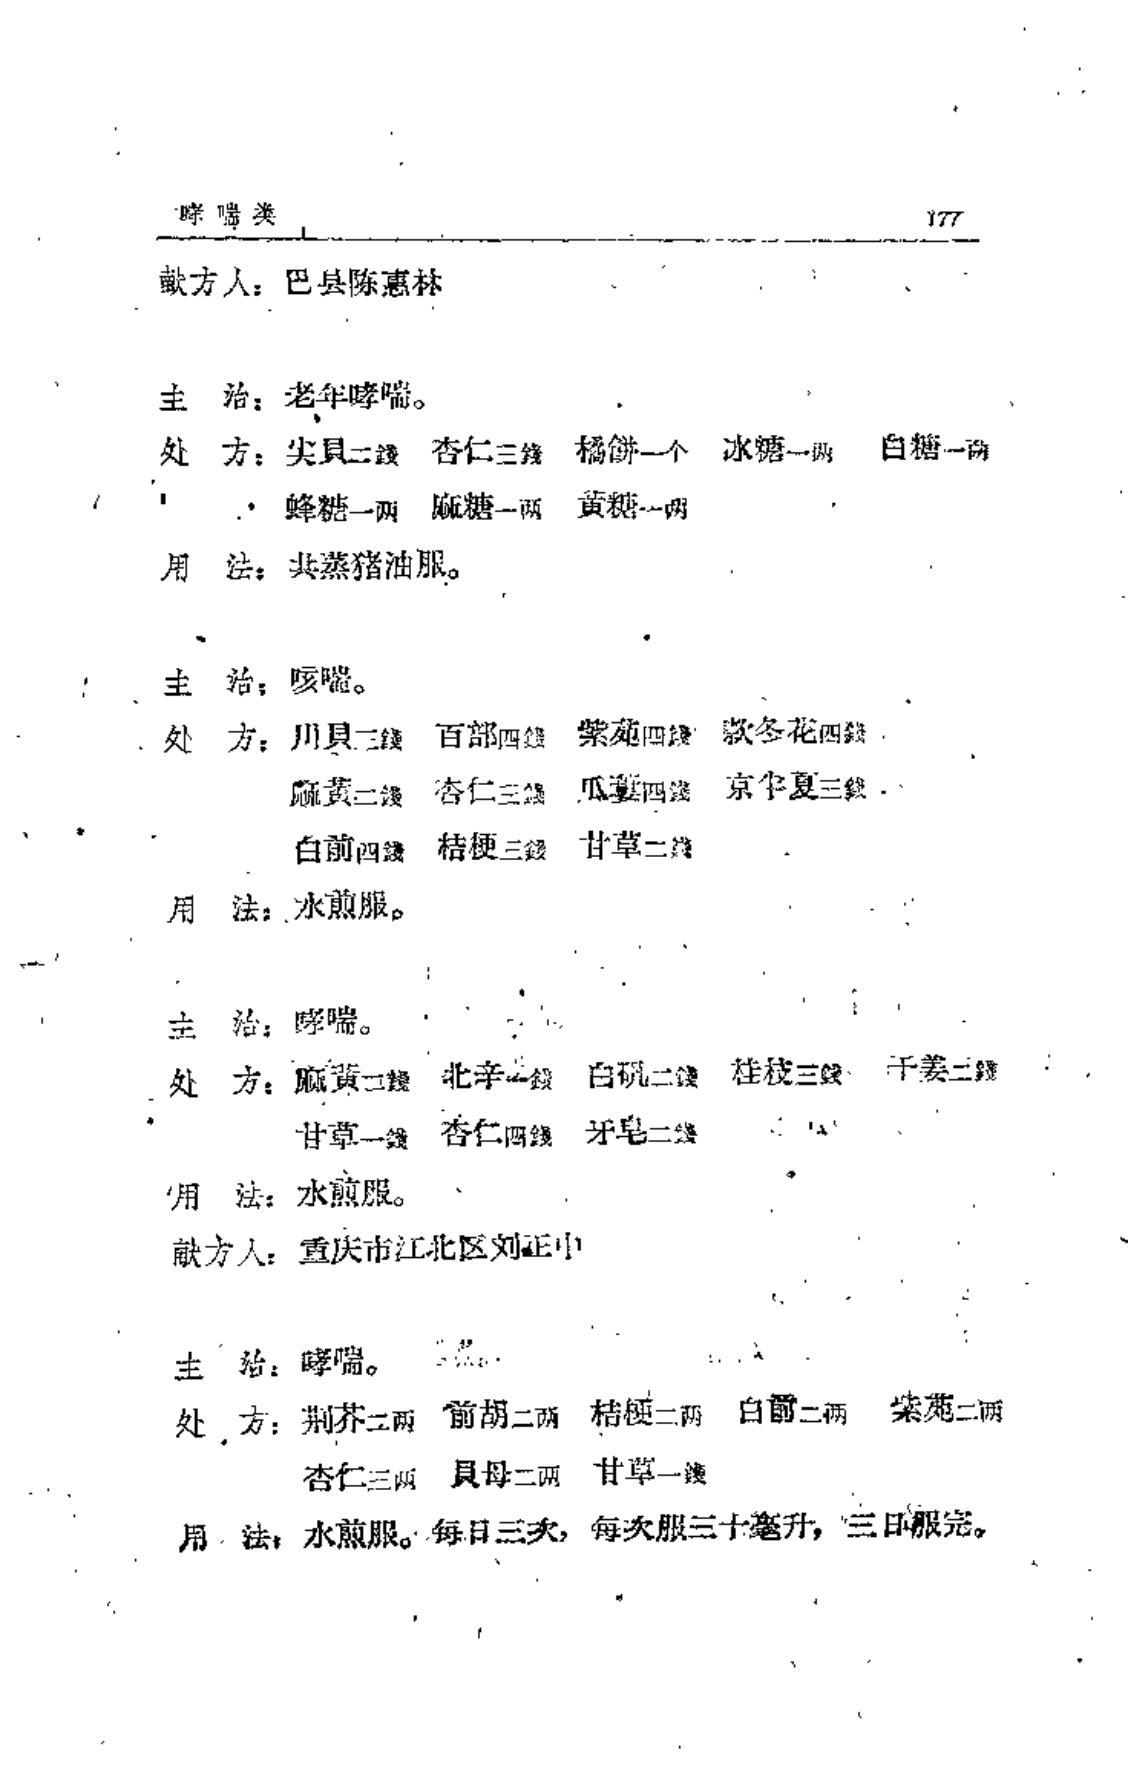 哮喘类 177
献方人：巴县陈惠林
主　治：老年哮喘。
处　方：尖貝二錢　杏仁三錢　橘餅一个　冰糖一两　白糖一两
蜂糖一两　麻糖一两　黄糖一两
用　法：共蒸猪油服。
主　治：咳喘。
处　方：川貝二錢　百部四錢　紫苑四錢　款冬花四錢
麻黄二錢　杏仁三錢　瓜蔞四錢　京半夏三錢
白前四錢　桔梗三錢　甘草二錢
用　法：水煎服。
主　治：哮喘。
处　方：麻黄二錢　北辛　錢　白矾二錢　桂枝三錢　干姜二錢
甘草一錢　杏仁四錢　牙皂二錢
用　法：水煎服。
献方人：重庆市江北区刘正中
主　治：哮喘。
处　方：荆芥二两　前胡二两　桔梗二两　白前二两　紫苑二两
杏仁三两　貝母二两　甘草一錢
用　法：水煎服。每日三次，每次服三十毫升，三日服完。